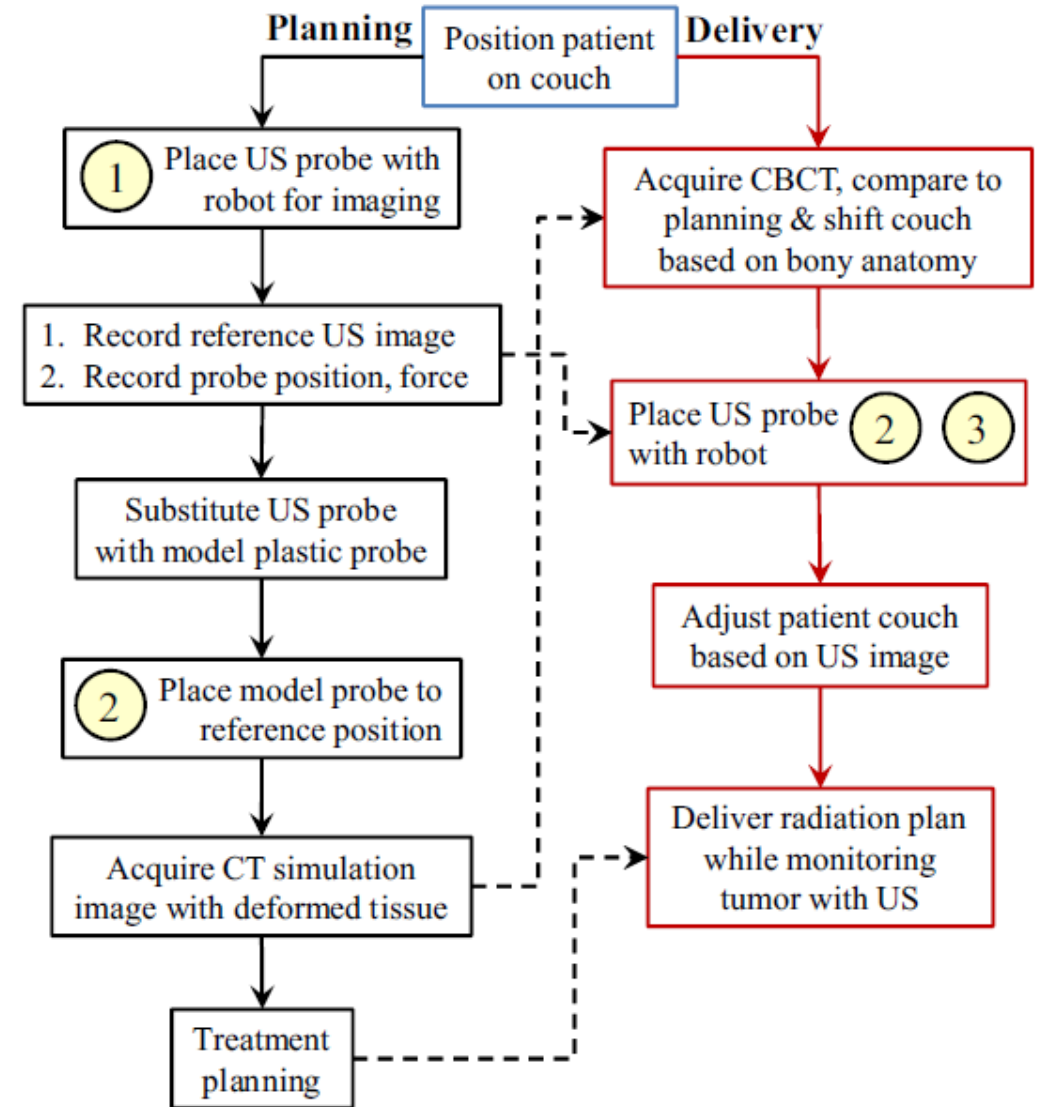 Planning
Position patient
on couch
Delivery
1
Place US probe with
robot for imaging
1. Record reference US image
2. Record probe position, force
Substitute US probe
with model plastic probe
2
Place model probe to
reference position
Acquire CT simulation
image with deformed tissue
Treatment
planning
Acquire CBCT, compare to
planning & shift couch
based on bony anatomy
Place US probe
with robot
2
3
Adjust patient couch
based on US image
Deliver radiation plan
while monitoring
tumor with US